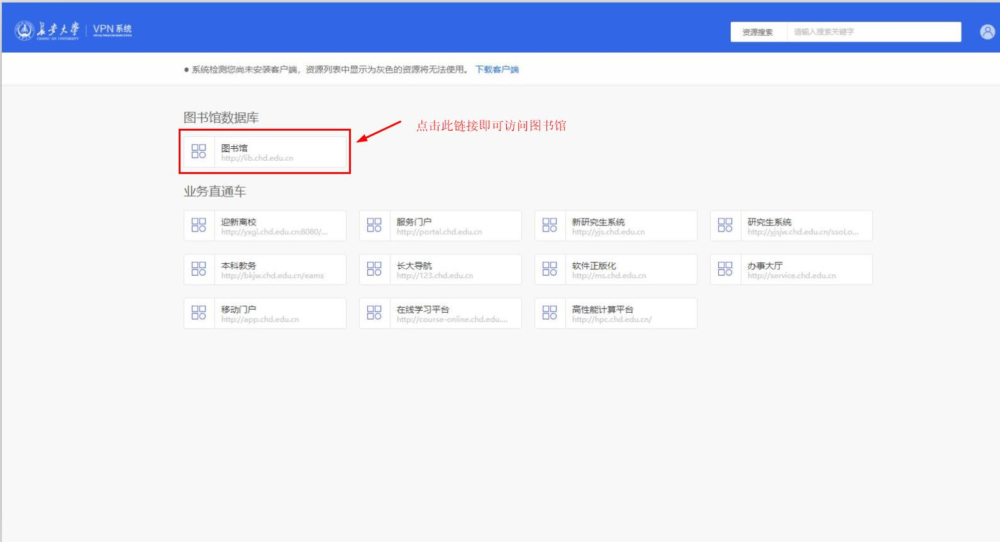 长安大学
CHANG'AN UNIVERSITY
VPN 系统
资源搜索
请输入搜索关键字
系统检测您尚未安装客户端，资源列表中显示为灰色的资源将无法使用。 下载客户端
图书馆数据库
点击此链接即可访问图书馆
图书馆
http://lib.chd.edu.cn
业务直通车
迎新离校
http://yxgl.chd.edu.cn:8080/...
服务门户
http://portal.chd.edu.cn
新研究生系统
http://yjs.chd.edu.cn
研究生系统
http://yjsjw.chd.edu.cn/ssoLo...
本科教务
http://bkjw.chd.edu.cn/eams
长大导航
http://123.chd.edu.cn
软件正版化
http://ms.chd.edu.cn
办事大厅
http://service.chd.edu.cn
移动门户
http://app.chd.edu.cn
在线学习平台
http://course-online.chd.edu....
高性能计算平台
http://hpc.chd.edu.cn/